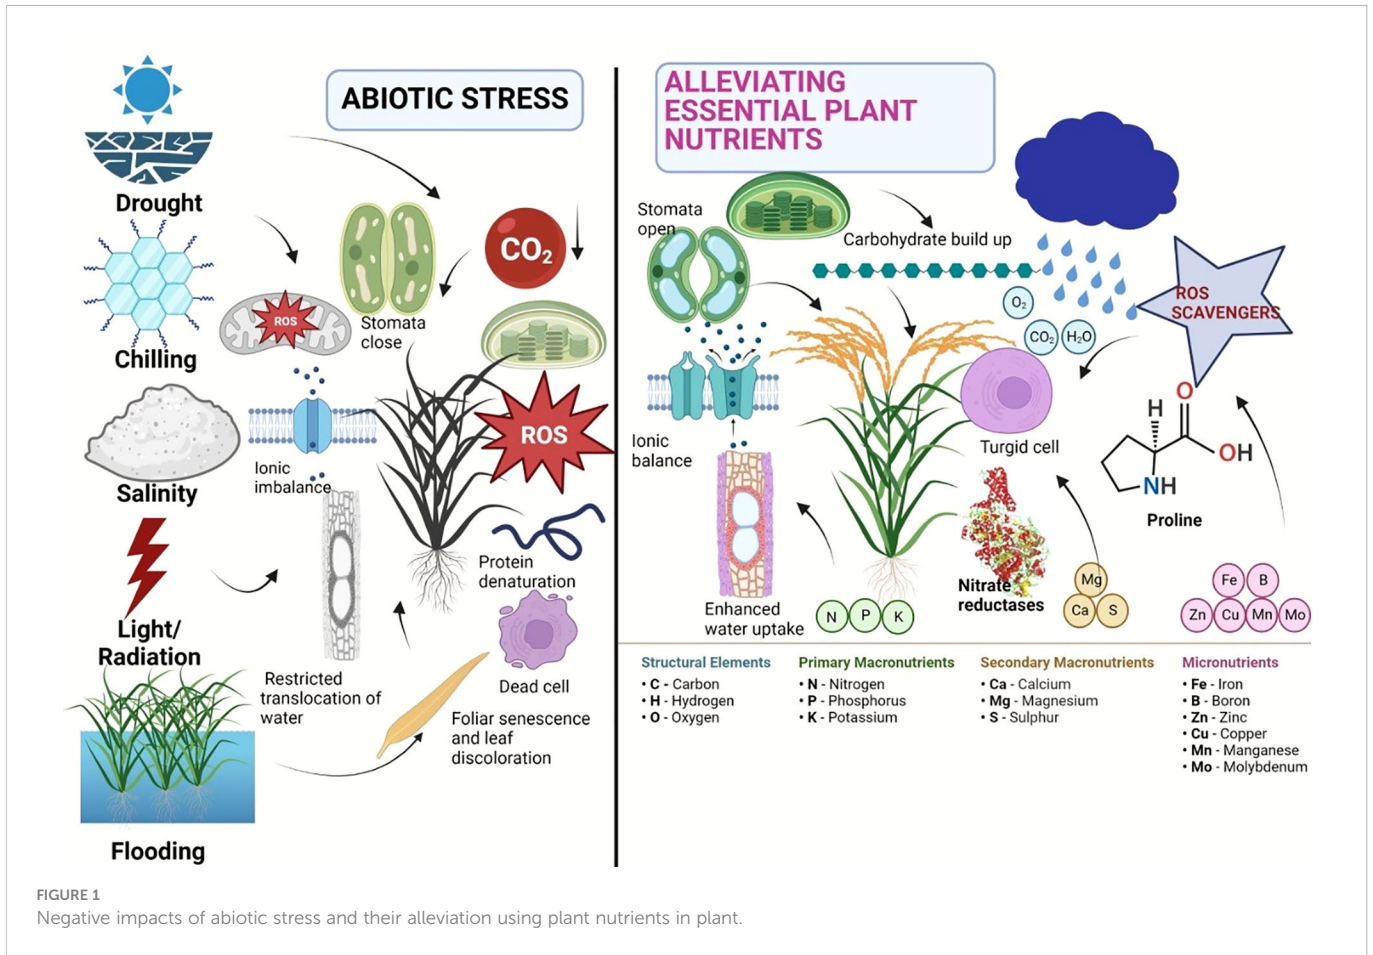 ABIOTIC STRESS
Drought
Chilling
Salinity
Light/
Radiation
Flooding
ROS
Stomata
close
CO₂
Ionic
imbalance
ROS
Protein
denaturation
Dead cell
Restricted
translocation of
water
Foliar senescence
and leaf
discoloration
ALLEVIATING
ESSENTIAL PLANT
NUTRIENTS
Stomata
open
Carbohydrate build up
O₂
CO₂
H₂O
ROS
SCAVENGERS
Ionic
balance
Turgid cell
O
H
OH
NH
Proline
Nitrate
reductases
Enhanced
water uptake
N P K
Mg
Ca S
Fe B
Zn Cu Mn Mo
Structural Elements
• C - Carbon
• H - Hydrogen
• O - Oxygen
Primary Macronutrients
• N - Nitrogen
• P - Phosphorus
• K - Potassium
Secondary Macronutrients
• Ca - Calcium
• Mg - Magnesium
• S - Sulphur
Micronutrients
• Fe - Iron
• B - Boron
• Zn - Zinc
• Cu - Copper
• Mn - Manganese
• Mo - Molybdenum
FIGURE 1
Negative impacts of abiotic stress and their alleviation using plant nutrients in plant.